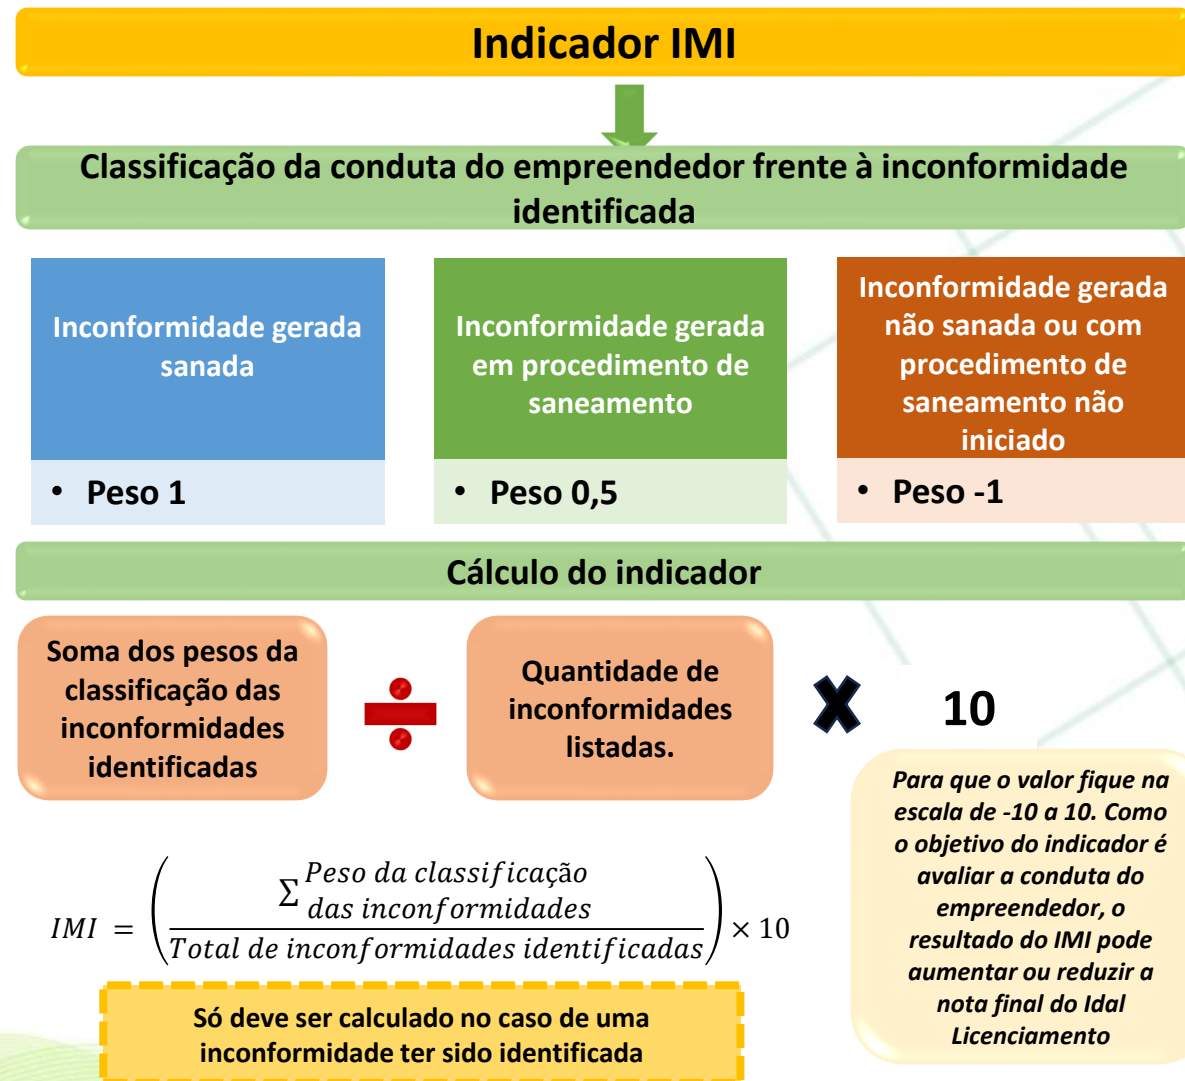 Indicador IMI
Classificação da conduta do empreendedor frente à inconformidade
identificada
Inconformidade gerada
sanada
• Peso 1
Inconformidade gerada
em procedimento de
saneamento
• Peso 0,5
Inconformidade gerada
não sanada ou com
procedimento de
saneamento não
iniciado
• Peso -1
Cálculo do indicador
Soma dos pesos da
classificação das
inconformidades
identificadas
Quantidade de
inconformidades
listadas.
10
Para que o valor fique na
escala de -10 a 10. Como
o objetivo do indicador é
avaliar a conduta do
empreendedor, o
resultado do IMI pode
aumentar ou reduzir a
nota final do Idal
Licenciamento
IMI = (∑ Peso da classificação
das inconformidades
Total de inconformidades identificadas) × 10
Só deve ser calculado no caso de uma
inconformidade ter sido identificada